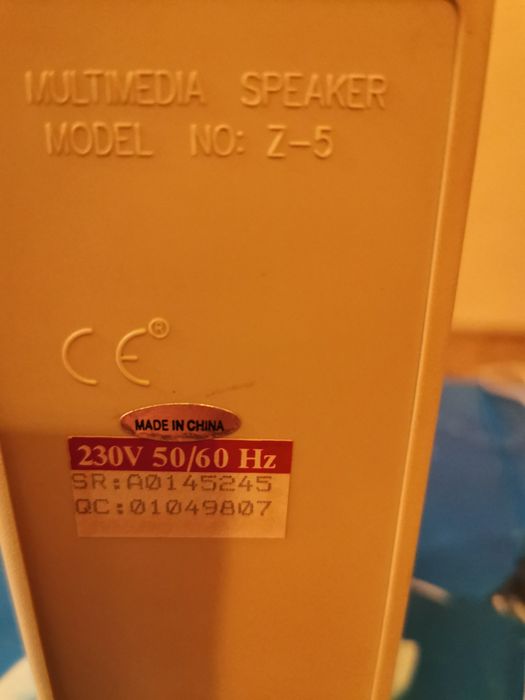 MULTIMEDIA SPEAKER
MODEL NO: Z-5
CE®
MADE IN CHINA
230V 50/60 Hz
SR:A0145245
QC:01049807